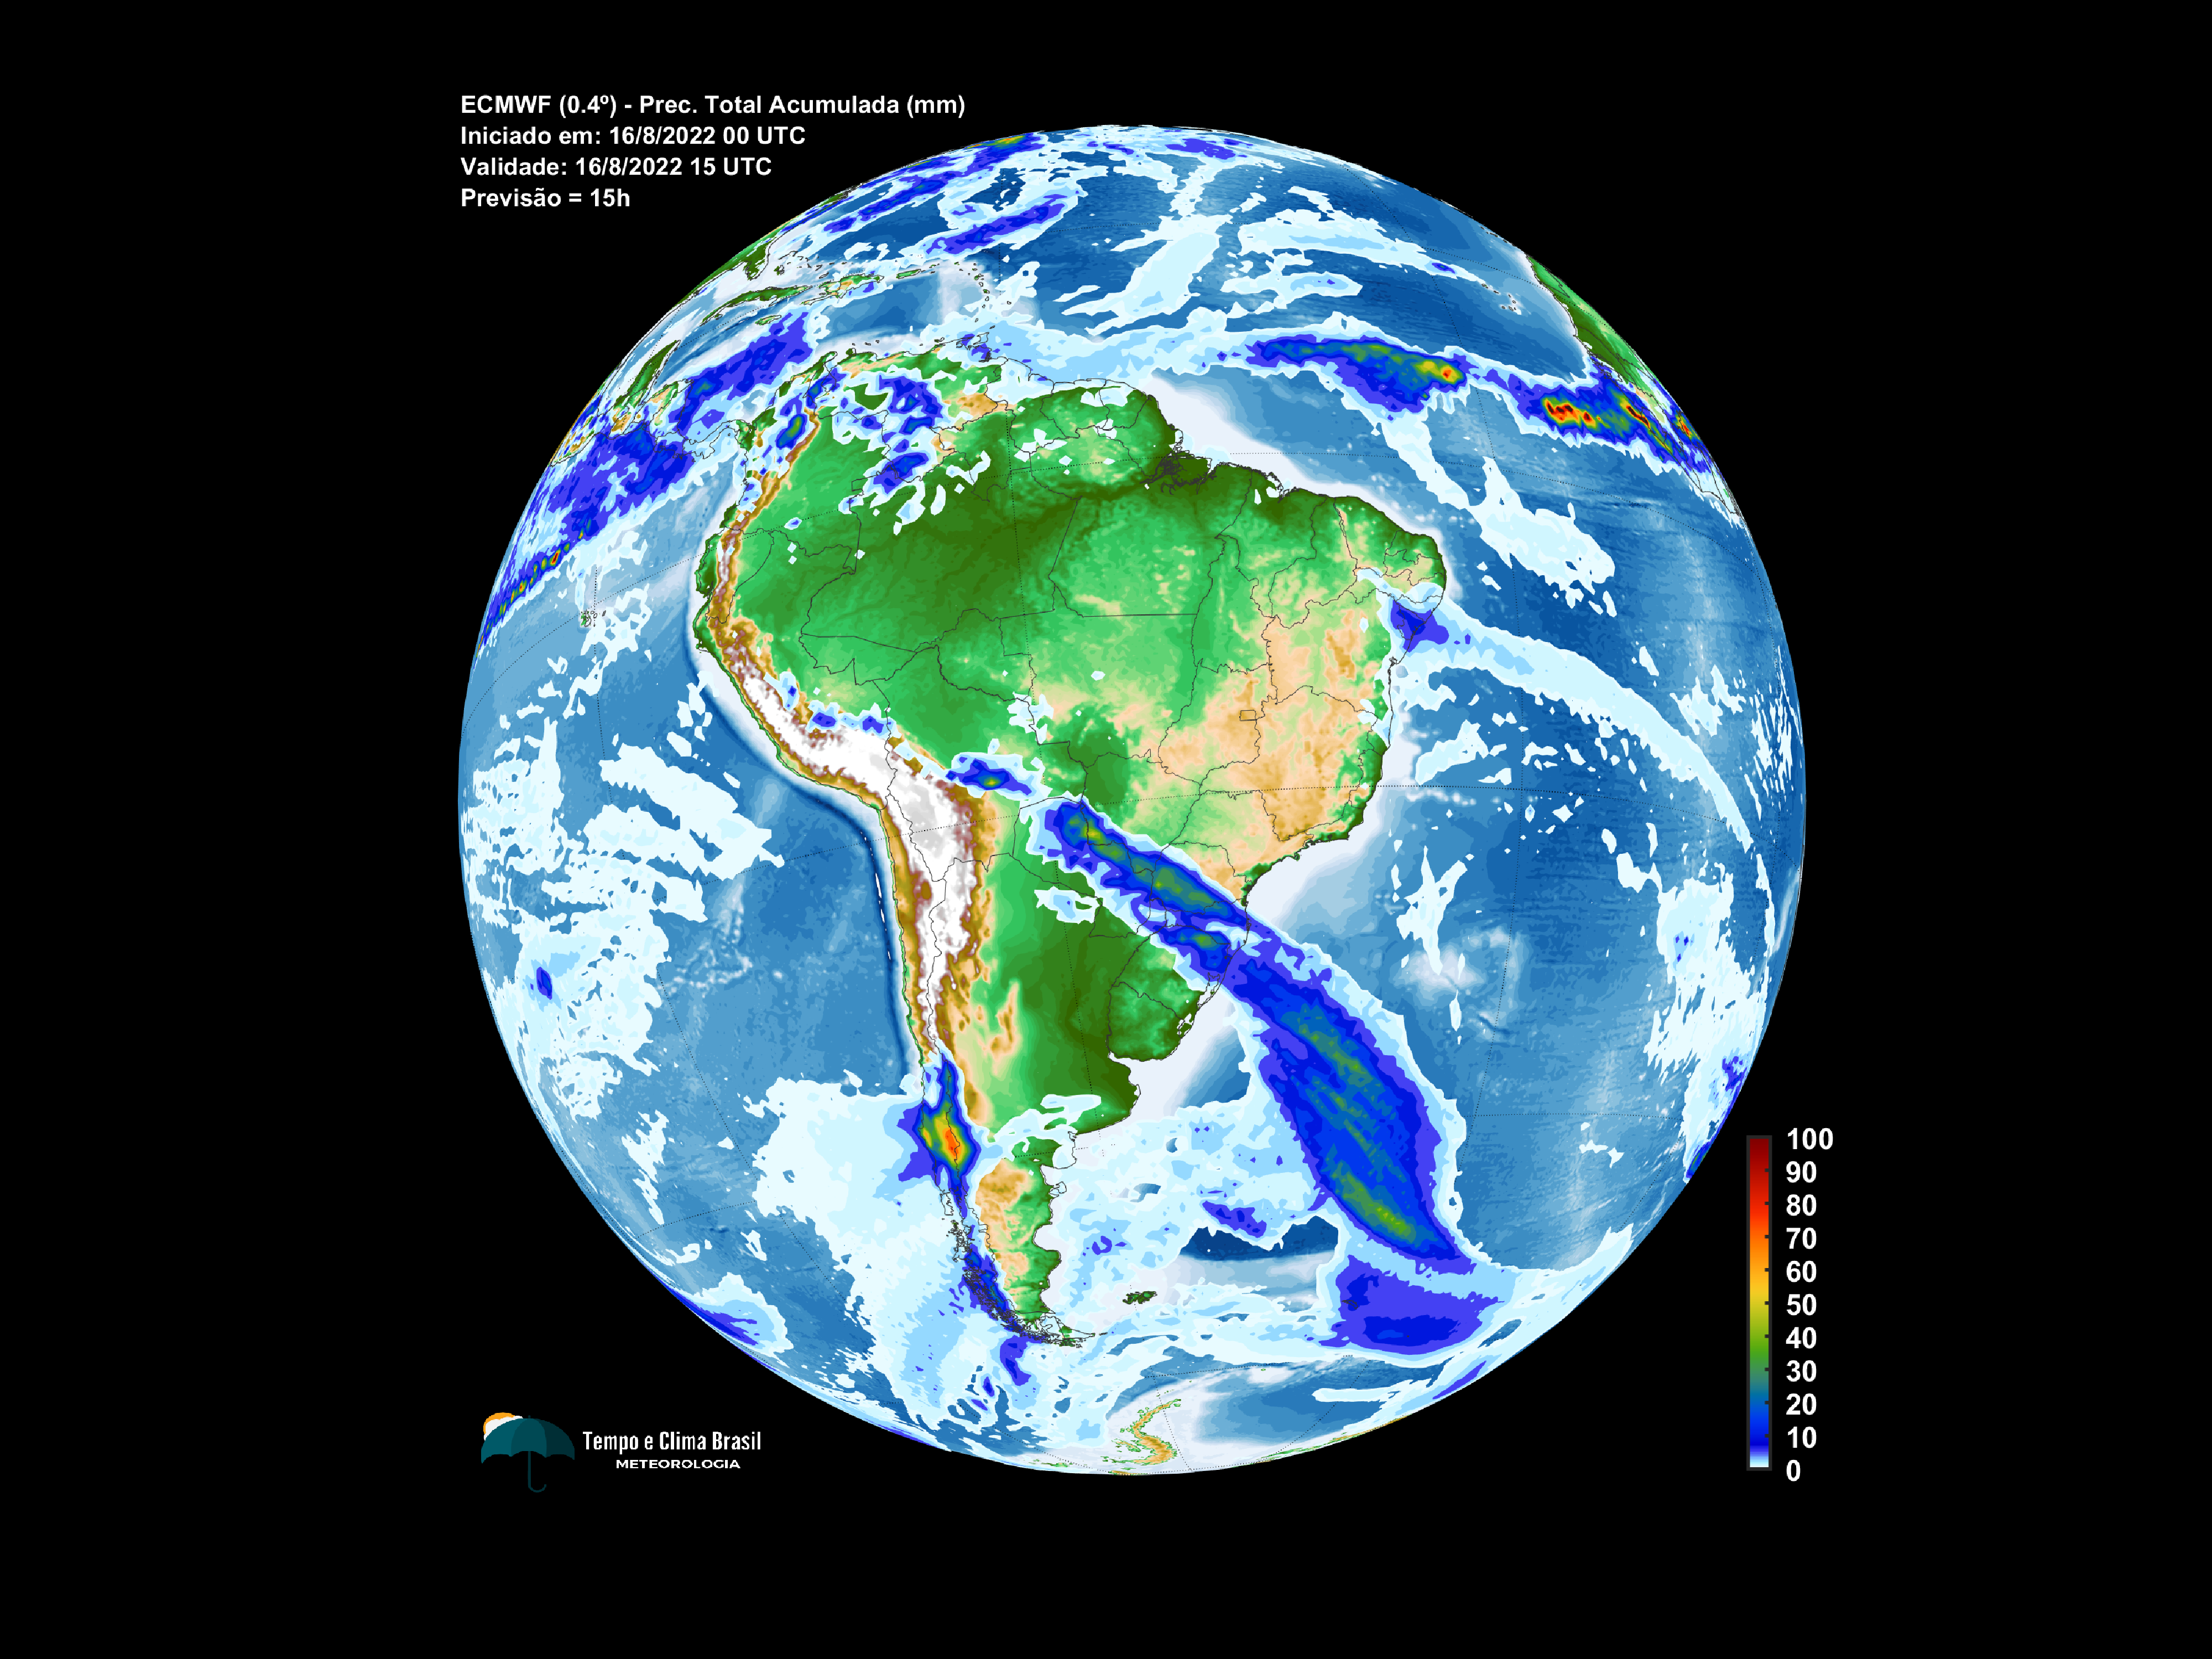 ECMWF (0.4º) - Prec. Total Acumulada (mm)
Iniciado em: 16/8/2022 00 UTC
Validade: 16/8/2022 15 UTC
Previsão = 15h
100
90
80
70
60
50
40
30
20
10
0
Tempo e Clima Brasil
METEOROLOGIA